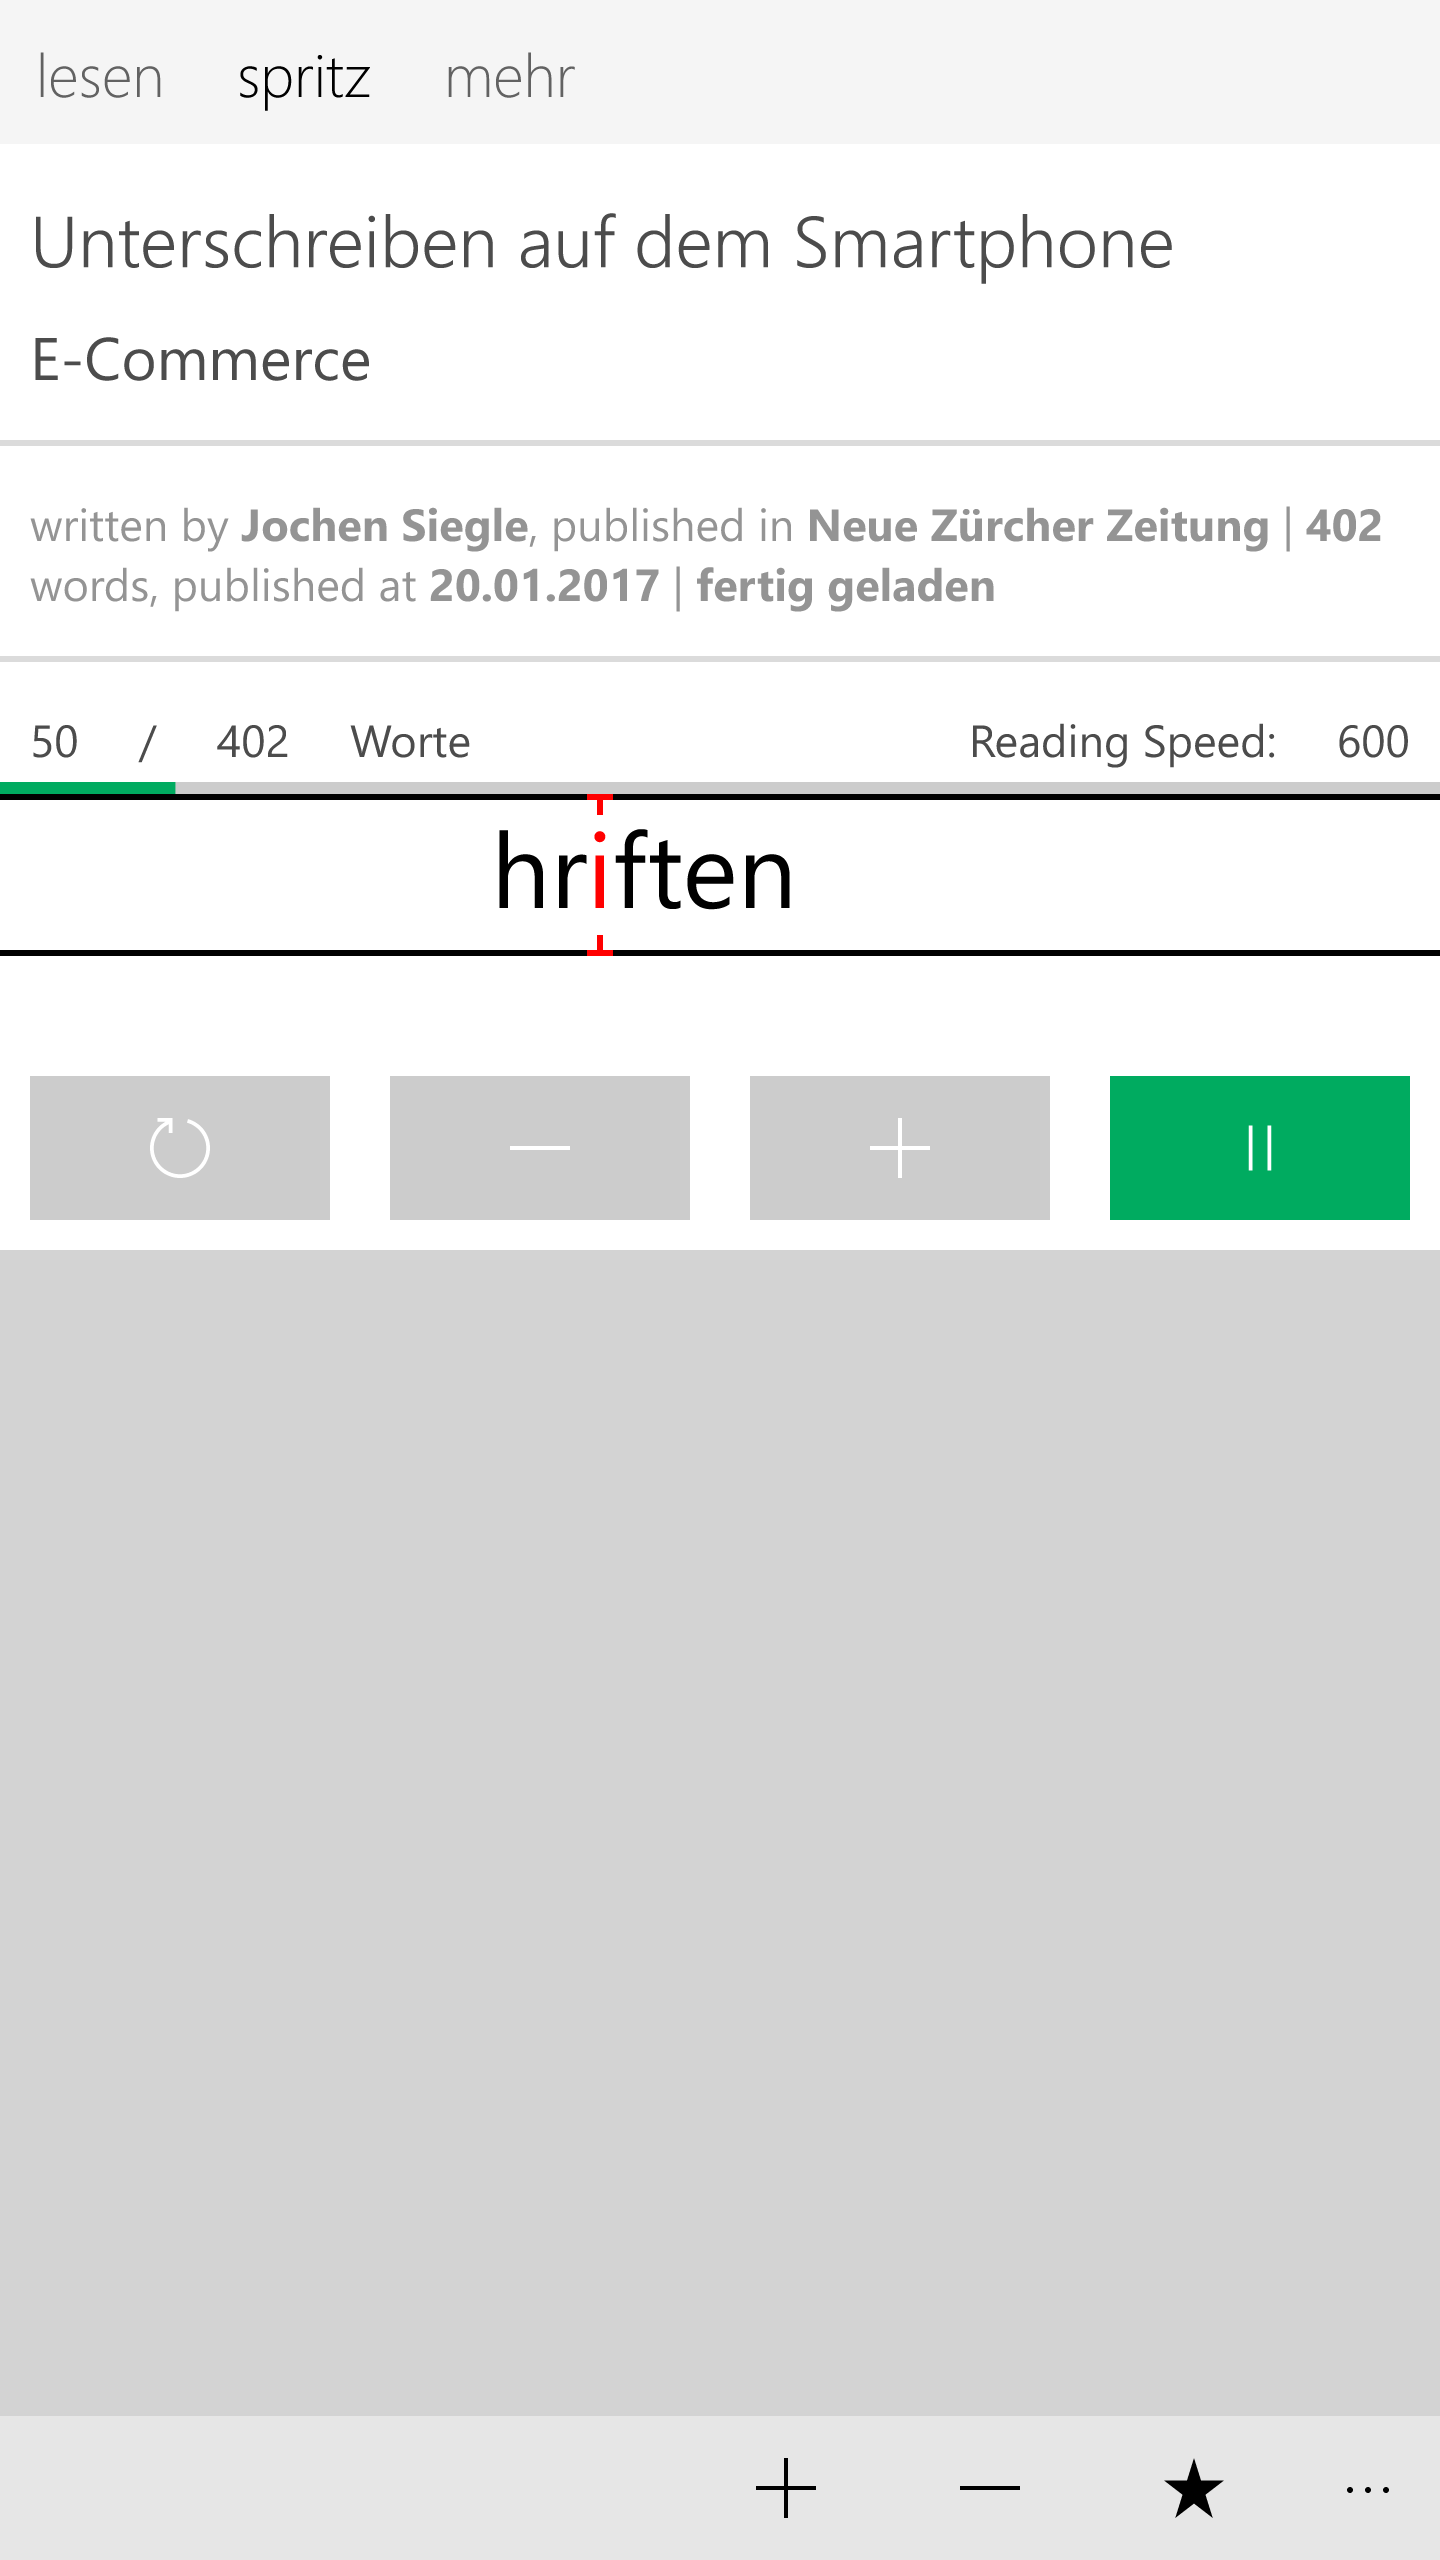 lesen spritz mehr
Unterschreiben auf dem Smartphone
E-Commerce
written by Jochen Siegle, published in Neue Zürcher Zeitung | 402
words, published at 20.01.2017 | fertig geladen
50 / 402 Worte Reading Speed: 600
hriften